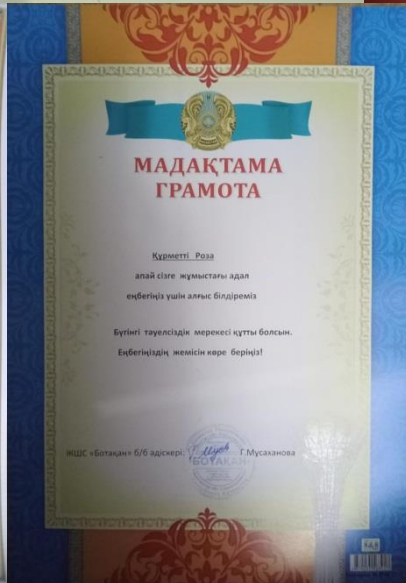 МАДАҚТАМА
ГРАМОТА
Құрметті Роза
апай сізге жұмыстағы адал
еңбегіңіз үшін алғыс білдіреміз
Бүгінгі тәуелсіздік мерекесі құтты болсын.
Еңбегіңіздің жемісін көре беріңіз!
ЖШС «Ботақан» б/б әдіскері: Г.Мусаханова
БОТАҚАН